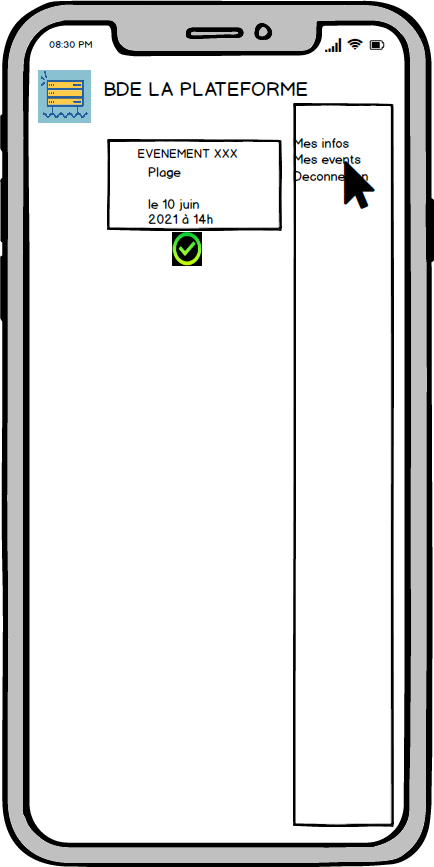 08:30 PM
BDE LA PLATEFORME
EVENEMENT XXX
Plage
le 10 juin
2021 à 14h
Mes infos
Mes events